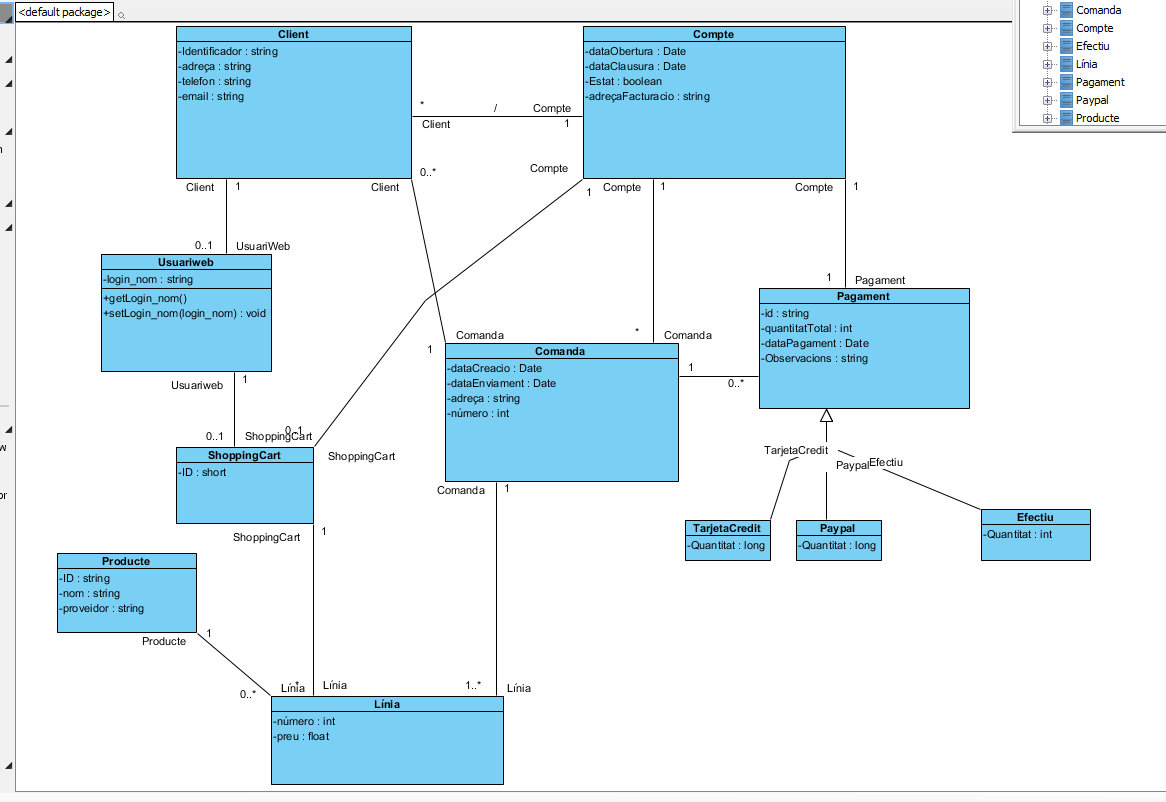 <default package>
Comanda
Compte
Efectiu
Línia
Pagament
Paypal
Producte
Client
-Identificador : string
-adreça : string
-telefon : string
-email : string
Compte
-dataObertura : Date
-dataClausura : Date
-Estat : boolean
-adreçaFacturacio : string
*
/
Compte
Client
1
0..*
Compte
Client
1
Client
1
Compte
1
Compte
1
0..1
UsuariWeb
Usuariweb
-login_nom : string
+getLogin_nom()
+setLogin_nom(login_nom) : void
1
Pagament
Pagament
-id : string
-quantitatTotal : int
-dataPagament : Date
-Observacions : string
Comanda
*
Comanda
1
Comanda
-dataCreacio : Date
-dataEnviament : Date
-adreça : string
-número : int
1
0..*
Usuariweb
1
0..1
ShoppingCart
0..1
ShoppingCart
ShoppingCart
-ID : short
TarjetaCredit
Paypal
Efectiu
Comanda
1
TarjetaCredit
-Quantitat : long
Paypal
-Quantitat : long
Efectiu
-Quantitat : int
ShoppingCart
1
Producte
-ID : string
-nom : string
-proveidor : string
Producte
1
0..*
Línia
*
Línia
1..*
Línia
Línia
-número : int
-preu : float